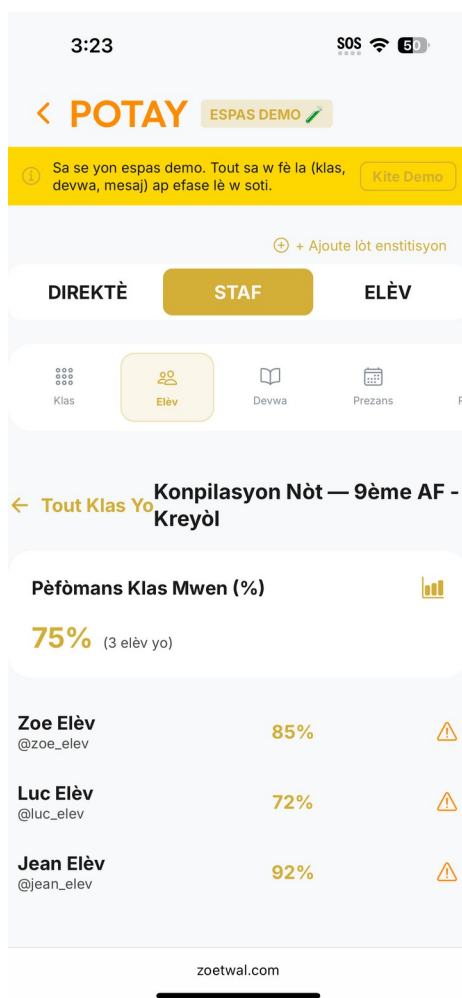 3:23
SOS
50
POTAY
ESPAS DEMO
Sa se yon espas demo. Tout sa w fè la (klas,
devwa, mesaj) ap efase lè w soti.
Kite Demo
+ Ajoute lòt enstitisyon
DIREKTÈ
STAF
ELÈV
Klas
Elèv
Devwa
Prezans
Tout Klas Yo
Konpilasyon Nòt — 9ème AF -
Kreyòl
Pèfòmans Klas Mwen (%)
75% (3 elèv yo)
Zoe Elèv
@zoe_elev
85%
Luc Elèv
@luc_elev
72%
Jean Elèv
@jean_elev
92%
zoetwal.com